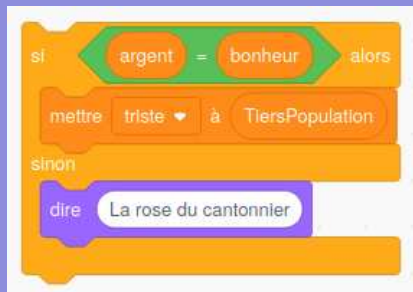 si argent = bonheur alors
mettre triste à TiersPopulation
sinon
dire La rose du cantonnier